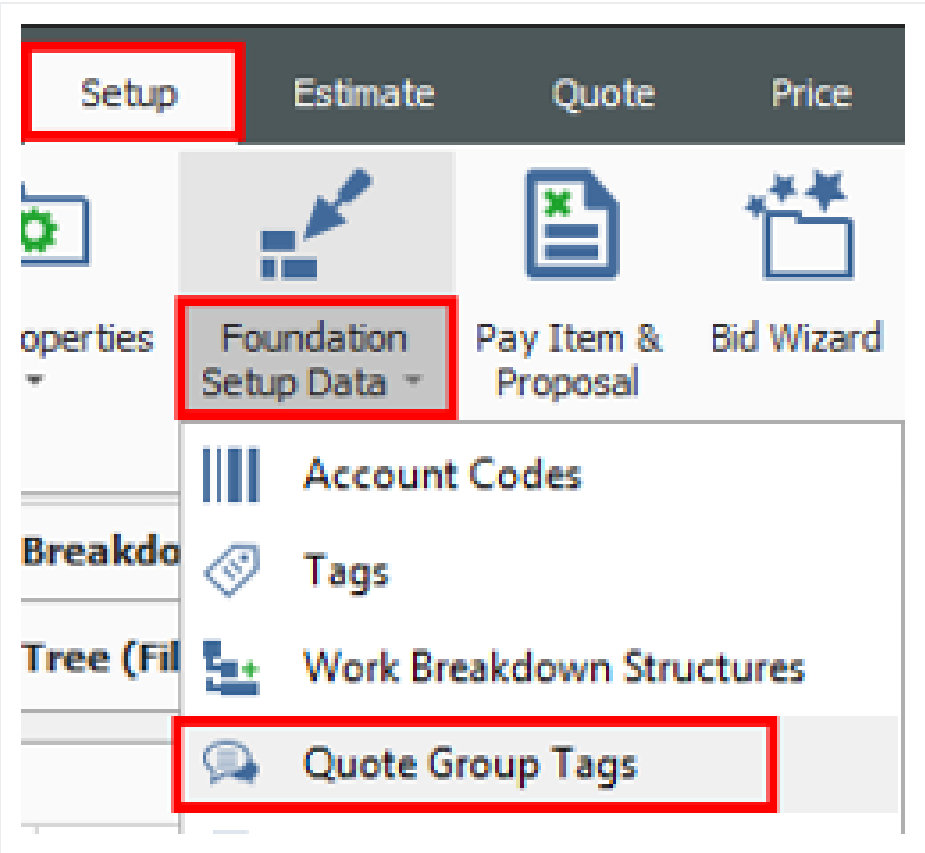 Setup Estimate Quote Price
operties Foundation Setup Data Pay Item & Proposal Bid Wizard
Account Codes
Breakdo
Tags
Tree (Fil
Work Breakdown Structures
Quote Group Tags